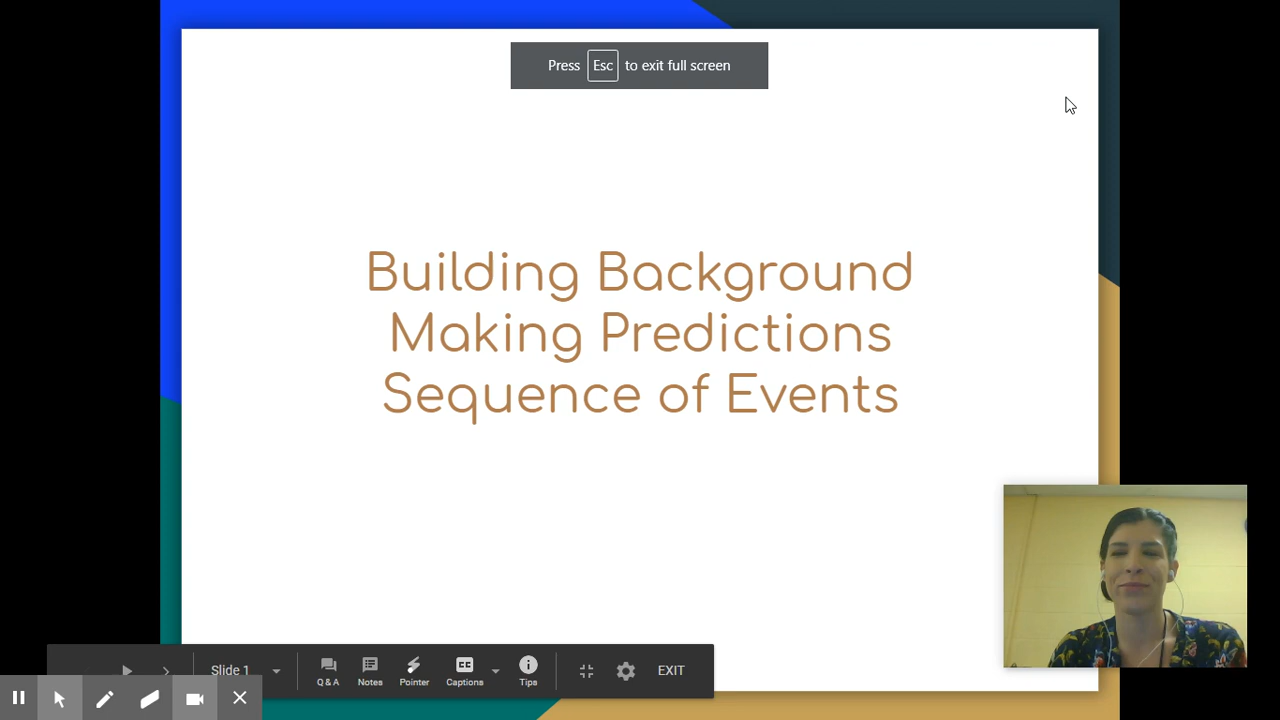 Press Esc to exit full screen
Building Background
Making Predictions
Sequence of Events
Slide 1
Q & A
Notes
Pointer
CC
Captions
Tips
EXIT